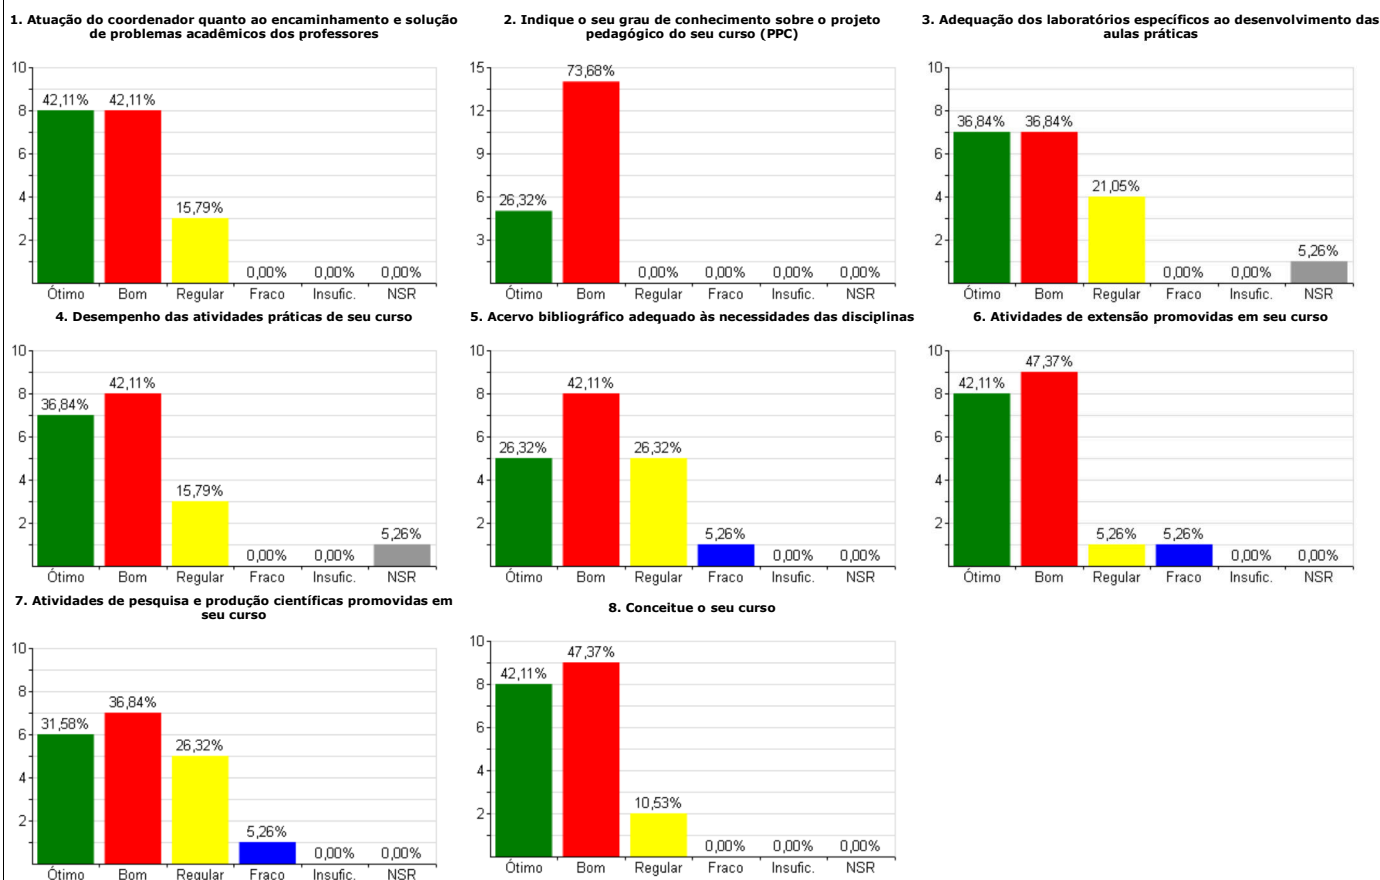 1. Atuação do coordenador quanto ao encaminhamento e solução
de problemas acadêmicos dos professores
10
8
6
4
2
42,11%
42,11%
15,79%
0,00%
0,00%
0,00%
Ótimo
Bom
Regular
Fraco
Insufic.
NSR
2. Indique o seu grau de conhecimento sobre o projeto
pedagógico do seu curso (PPC)
15
12
9
6
3
26,32%
73,68%
0,00%
0,00%
0,00%
0,00%
Ótimo
Bom
Regular
Fraco
Insufic.
NSR
3. Adequação dos laboratórios específicos ao desenvolvimento das
aulas práticas
10
8
6
4
2
36,84%
36,84%
21,05%
0,00%
0,00%
5,26%
Ótimo
Bom
Regular
Fraco
Insufic.
NSR
4. Desempenho das atividades práticas de seu curso
10
8
6
4
2
36,84%
42,11%
15,79%
0,00%
0,00%
5,26%
Ótimo
Bom
Regular
Fraco
Insufic.
NSR
5. Acervo bibliográfico adequado às necessidades das disciplinas
10
8
6
4
2
26,32%
42,11%
26,32%
5,26%
0,00%
0,00%
Ótimo
Bom
Regular
Fraco
Insufic.
NSR
6. Atividades de extensão promovidas em seu curso
10
8
6
4
2
42,11%
47,37%
5,26%
5,26%
0,00%
0,00%
Ótimo
Bom
Regular
Fraco
Insufic.
NSR
7. Atividades de pesquisa e produção científicas promovidas em
seu curso
10
8
6
4
2
31,58%
36,84%
26,32%
5,26%
0,00%
0,00%
Ótimo
Bom
Regular
Fraco
Insufic.
NSR
8. Conceitue o seu curso
10
8
6
4
2
42,11%
47,37%
10,53%
0,00%
0,00%
0,00%
Ótimo
Bom
Regular
Fraco
Insufic.
NSR